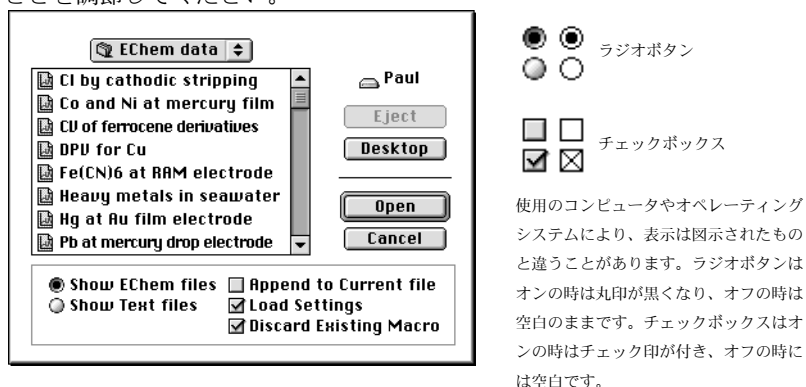 さを調節してください。
EChem data
Cl by cathodic stripping
Co and Ni at mercury film
CV of ferrocene derivatives
DPV for Cu
Fe(CN)6 at RAM electrode
Heavy metals in seawater
Hg at Au film electrode
Pb at mercury drop electrode
Paul
Eject
Desktop
Open
Cancel
Show EChem files
Show Text files
Append to Current file
Load Settings
Discard Existing Macro
ラジオボタン
チェックボックス
使用のコンピュータやオペレーティング
システムにより、表示は図示されたもの
と違うことがあります。ラジオボタンは
オンの時は丸印が黒くなり、オフの時は
空白のままです。チェックボックスはオ
ンの時はチェック印が付き、オフの時に
は空白です。